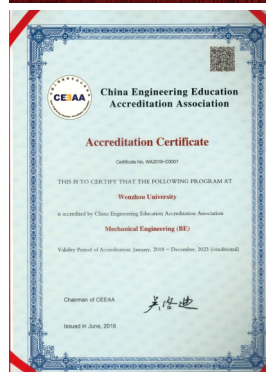 CEEAA
China Engineering Education
Accreditation Association
Accreditation Certificate
Certificate No. WA2018-C0007
THIS IS TO CERTIFY THAT THE FOLLOWING PROGRAM AT
Wenzhou University
is accredited by China Engineering Education Accreditation Association
Mechanical Engineering (BE)
Validity Period of Accreditation: January, 2018 ~ December, 2023 (conditional)
Chairman of CEEAA
Issued in June, 2018